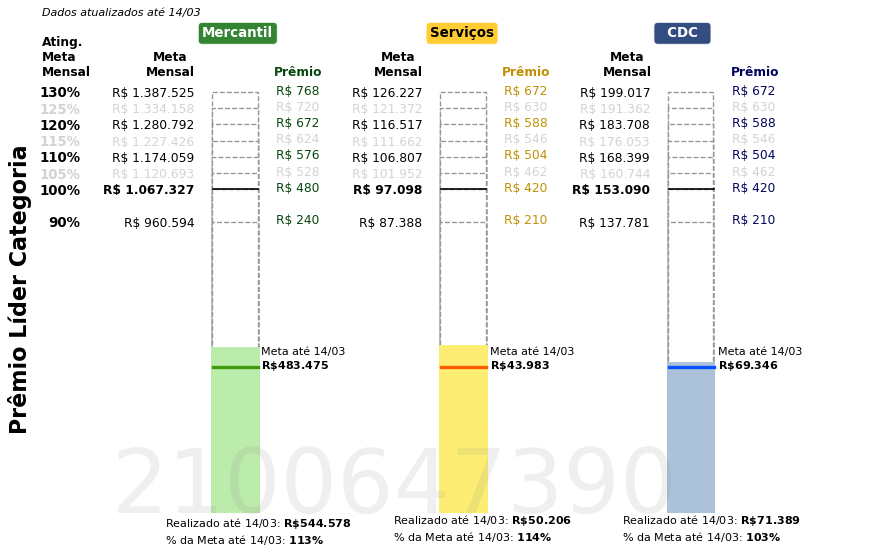 Dados atualizados até 14/03
Mercantil Serviços CDC
Ating. Meta Mensal Meta Mensal Prêmio Meta Mensal Prêmio Meta Mensal Prêmio
130% R$ 1.387.525 R$ 768 R$ 126.227 R$ 672 R$ 199.017 R$ 672
125% R$ 1.334.158 R$ 720 R$ 121.372 R$ 630 R$ 191.362 R$ 630
120% R$ 1.280.792 R$ 672 R$ 116.517 R$ 588 R$ 183.708 R$ 588
115% R$ 1.227.426 R$ 624 R$ 111.662 R$ 546 R$ 176.053 R$ 546
110% R$ 1.174.059 R$ 576 R$ 106.807 R$ 504 R$ 168.399 R$ 504
105% R$ 1.120.693 R$ 528 R$ 101.952 R$ 462 R$ 160.744 R$ 462
100% R$ 1.067.327 R$ 480 R$ 97.098 R$ 420 R$ 153.090 R$ 420
90% R$ 960.594 R$ 240 R$ 87.388 R$ 210 R$ 137.781 R$ 210
Prêmio Líder Categoria
Meta até 14/03 Meta até 14/03 Meta até 14/03
R$483.475 R$43.983 R$69.346
2100647390
Realizado até 14/03: R$544.578 Realizado até 14/03: R$50.206 Realizado até 14/03: R$71.389
% da Meta até 14/03: 113% % da Meta até 14/03: 114% % da Meta até 14/03: 103%